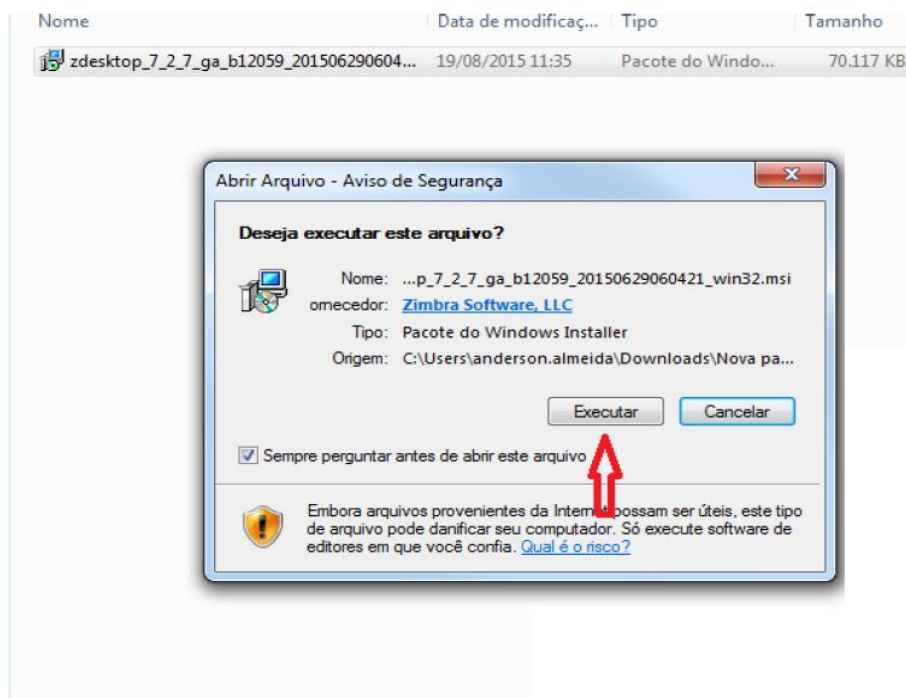 Nome Data de modificaç... Tipo Tamanho
zdesktop_7_2_7_ga_b12059_201506290604... 19/08/2015 11:35 Pacote do Windo... 70.117 KB
Abrir Arquivo - Aviso de Segurança
Deseja executar este arquivo?
Nome: ...p_7_2_7_ga_b12059_20150629060421_win32.msi
ornecedor: Zimbra Software, LLC
Tipo: Pacote do Windows Installer
Origem: C:\Users\anderson.almeida\Downloads\Nova pa...
Executar Cancelar
Sempre perguntar antes de abrir este arquivo
Embora arquivos provenientes da Internet possam ser úteis, este tipo
de arquivo pode danificar seu computador. Só execute software de
editores em que você confia. Qual é o risco?